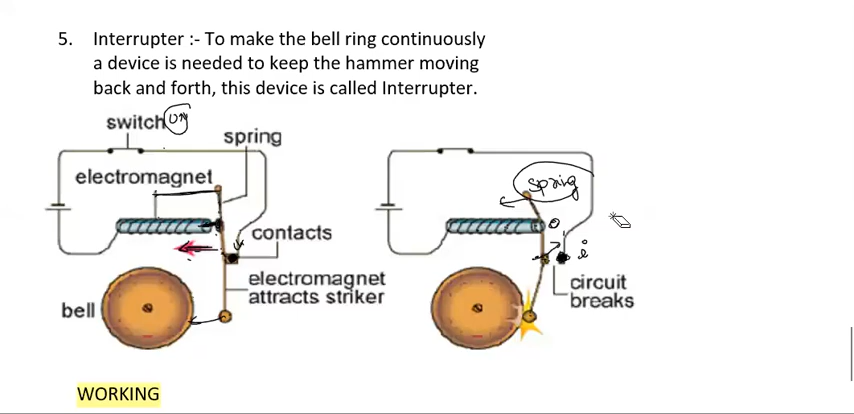 5. Interrupter :- To make the bell ring continuously
a device is needed to keep the hammer moving
back and forth, this device is called Interrupter.
switch ON
spring
electromagnet
spring
contacts
electromagnet
attracts striker
circuit
breaks
bell
WORKING